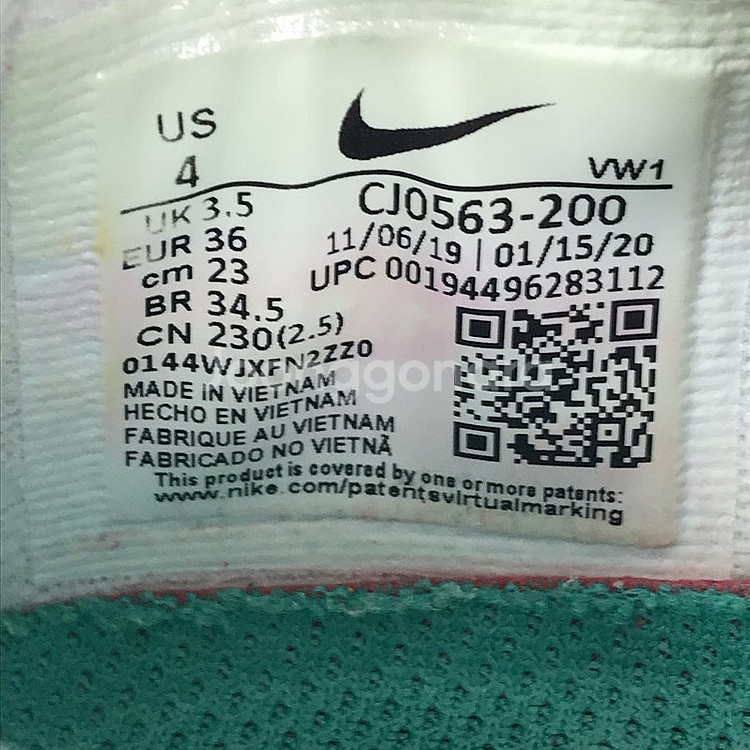 US
4
VW1
UK 3.5
CJ0563-200
EUR 36
11/06/19 | 01/15/20
cm 23
UPC 00194496283112
BR 34.5
CN 230(2.5)
0144WJXFN2ZZ0
MADE IN VIETNAM
HECHO EN VIETNAM
FABRIQUE AU VIETNAM
FABRICADO NO VIETNÃ
This product is covered by one or more patents:
www.nike.com/patentsvirtualmarking